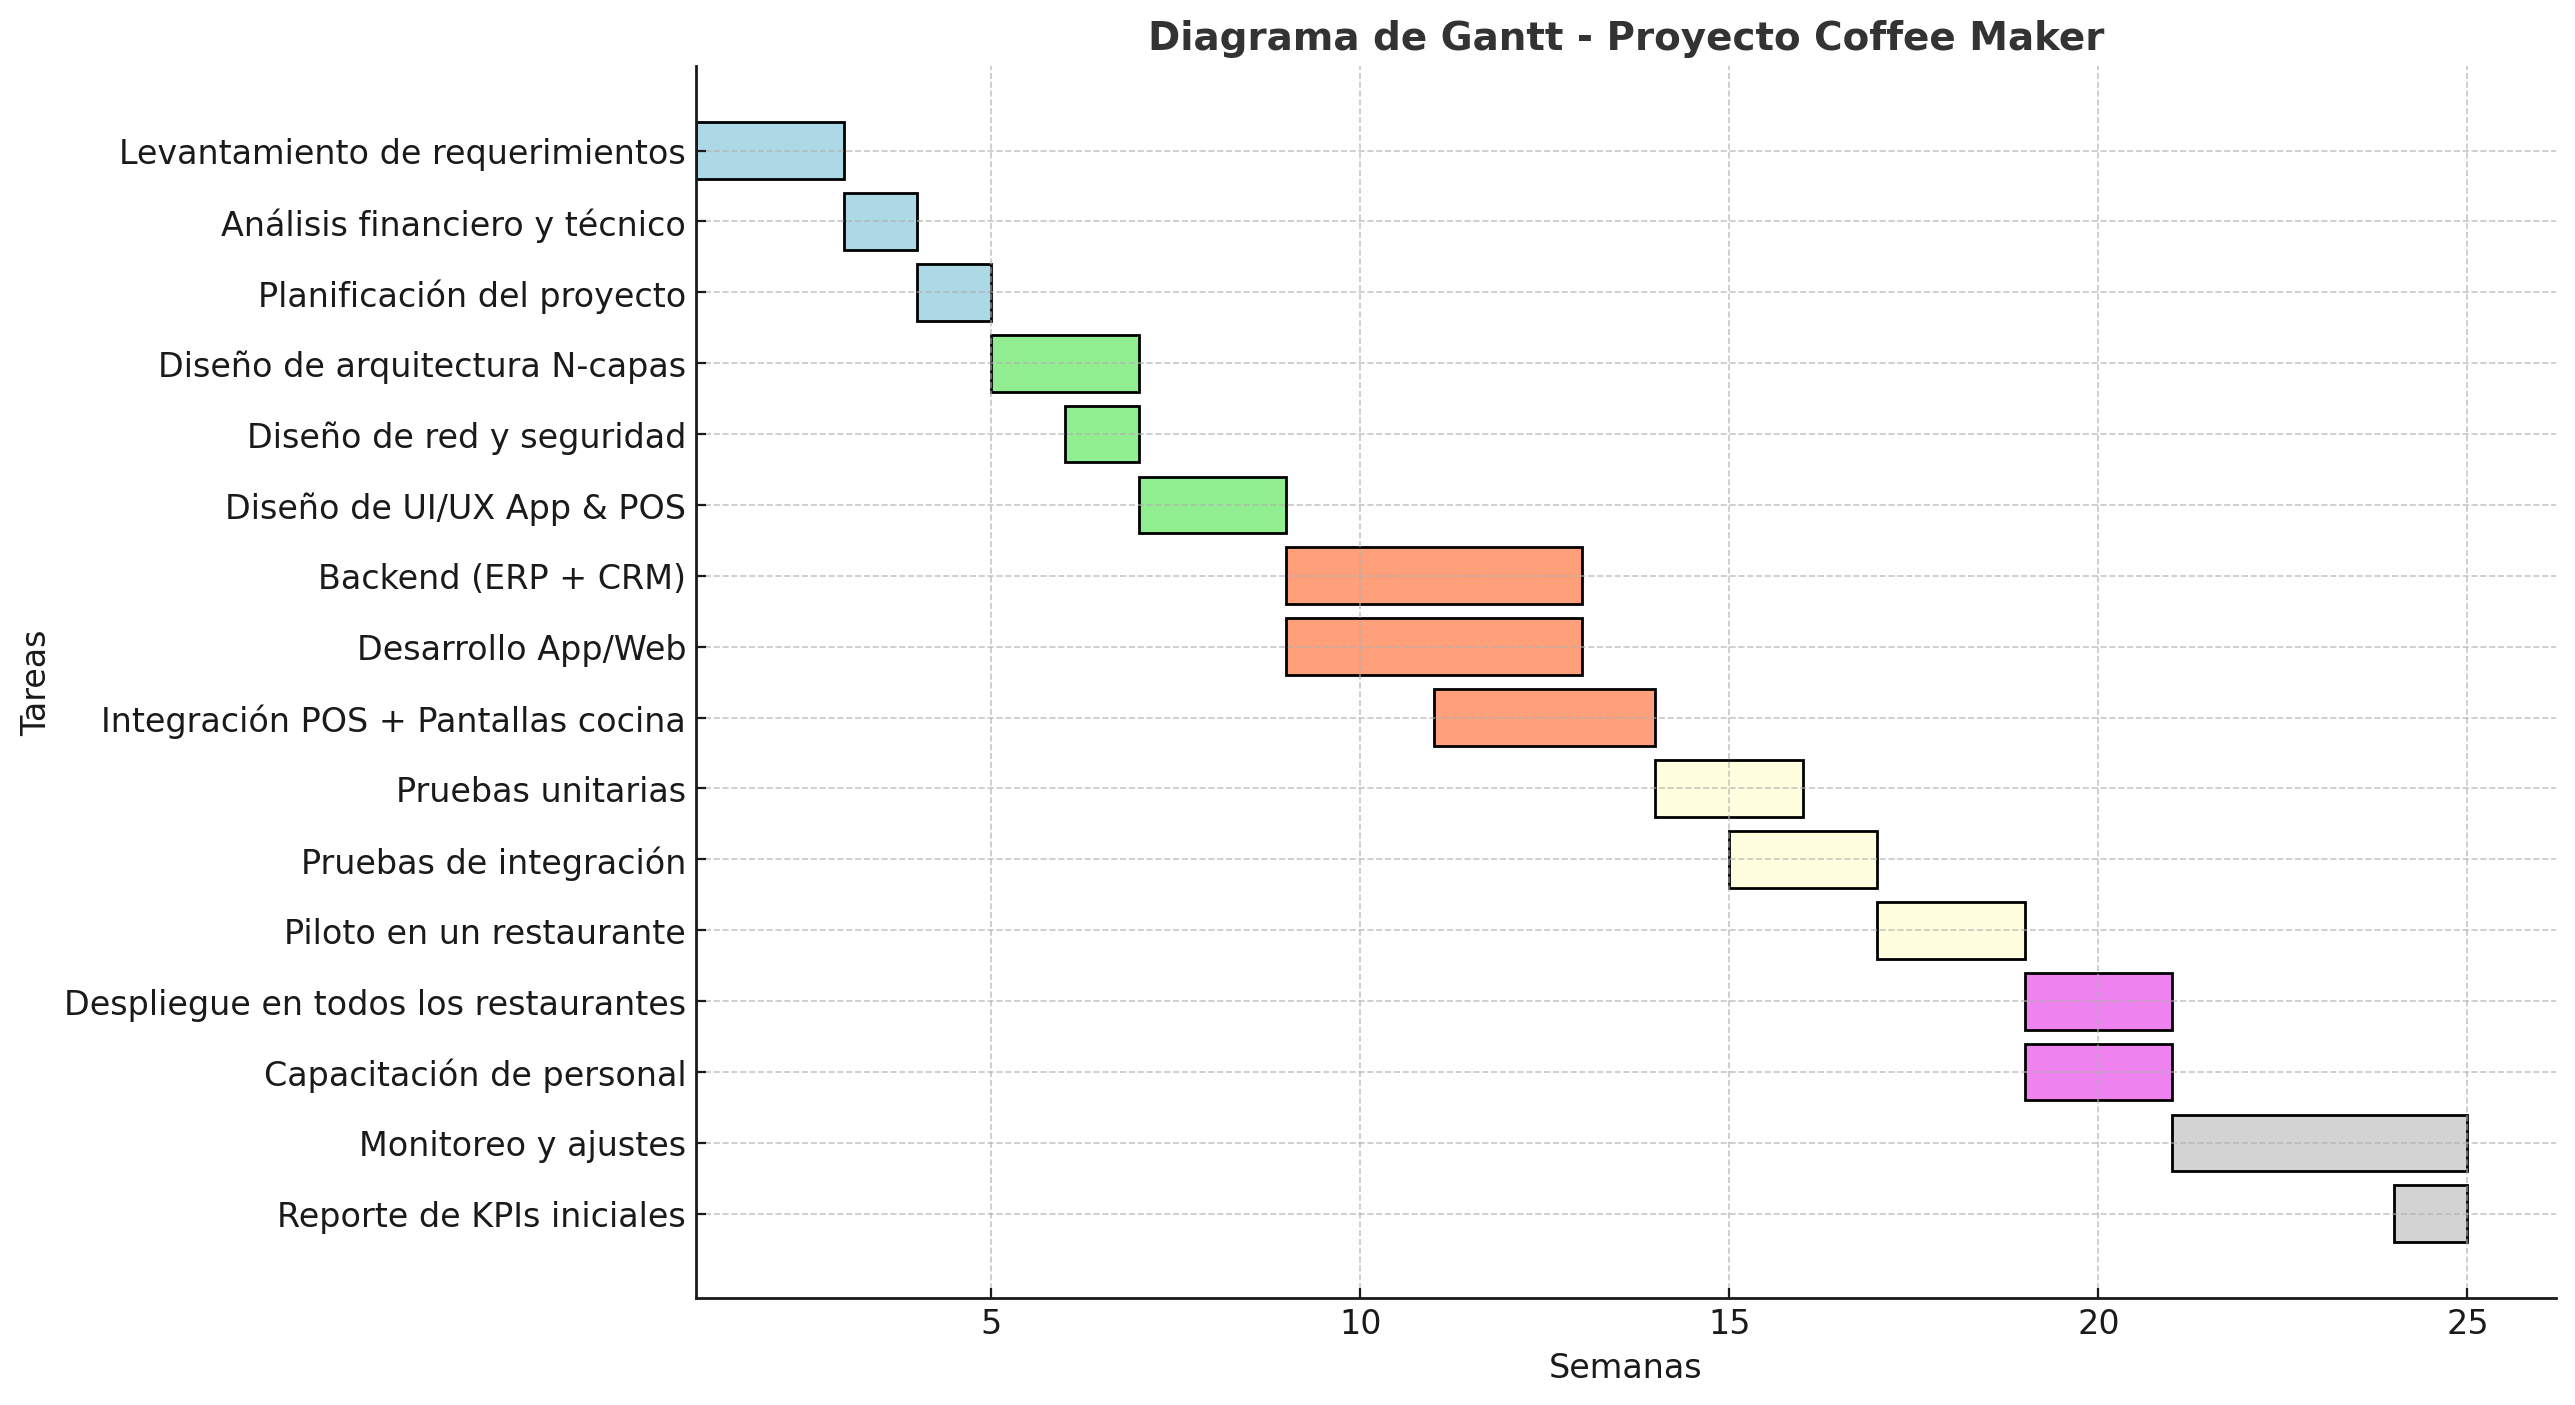 Diagrama de Gantt - Proyecto Coffee Maker
Tareas
Levantamiento de requerimientos
Análisis financiero y técnico
Planificación del proyecto
Diseño de arquitectura N-capas
Diseño de red y seguridad
Diseño de UI/UX App & POS
Backend (ERP + CRM)
Desarrollo App/Web
Integración POS + Pantallas cocina
Pruebas unitarias
Pruebas de integración
Piloto en un restaurante
Despliegue en todos los restaurantes
Capacitación de personal
Monitoreo y ajustes
Reporte de KPIs iniciales
5 10 15 20 25
Semanas